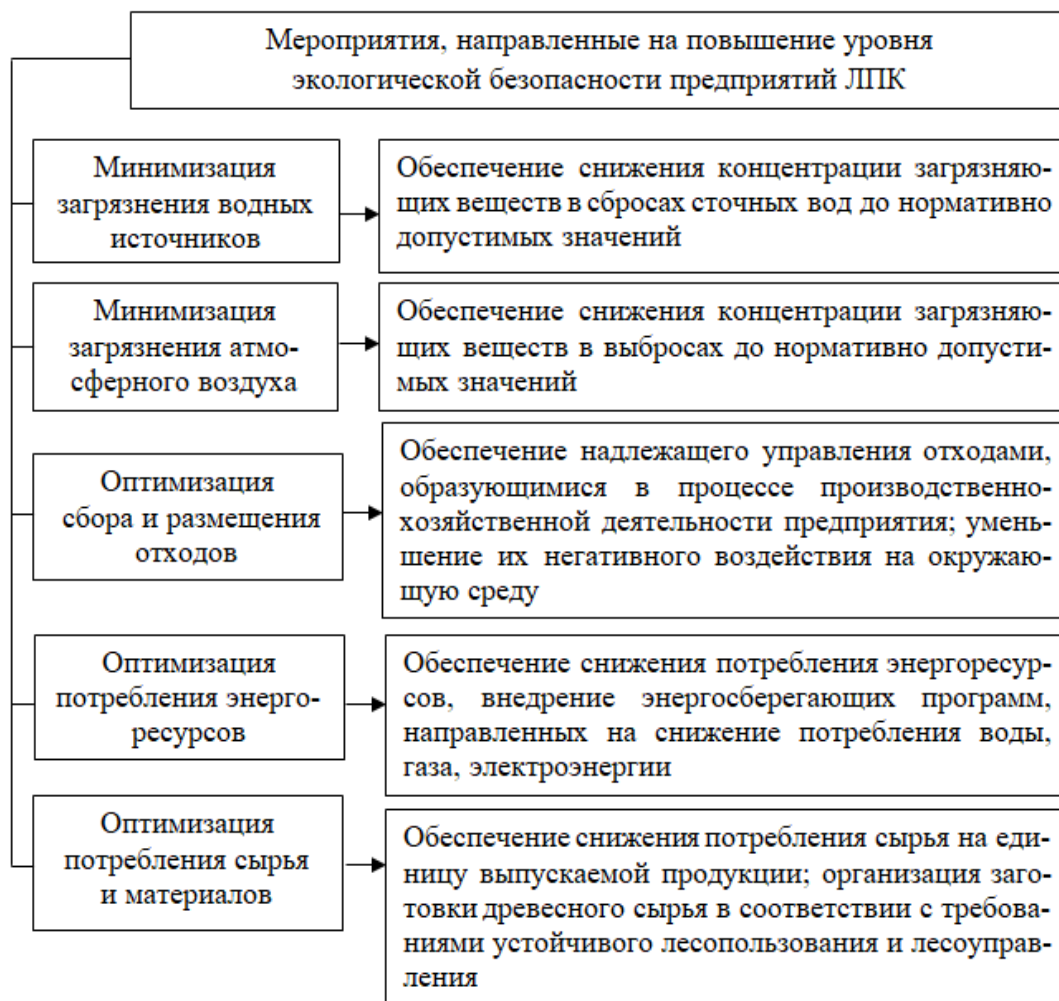 Мероприятия, направленные на повышение уровня
экологической безопасности предприятий ЛПК
Минимизация
загрязнения водных
источников
Обеспечение снижения концентрации загрязняю-
щих веществ в сбросах сточных вод до нормативно
допустимых значений
Минимизация
загрязнения атмо-
сферного воздуха
Обеспечение снижения концентрации загрязняю-
щих веществ в выбросах до нормативно допусти-
мых значений
Оптимизация
сбора и размещения
отходов
Обеспечение надлежащего управления отходами,
образующимися в процессе производственно-
хозяйственной деятельности предприятия; умень-
шение их негативного воздействия на окружаю-
щую среду
Оптимизация
потребления энерго-
ресурсов
Обеспечение снижения потребления энергоресур-
сов, внедрение энергосберегающих программ,
направленных на снижение потребления воды,
газа, электроэнергии
Оптимизация
потребления сырья
и материалов
Обеспечение снижения потребления сырья на еди-
ницу выпускаемой продукции; организация заго-
товки древесного сырья в соответствии с требова-
ниями устойчивого лесопользования и лесоуправ-
ления